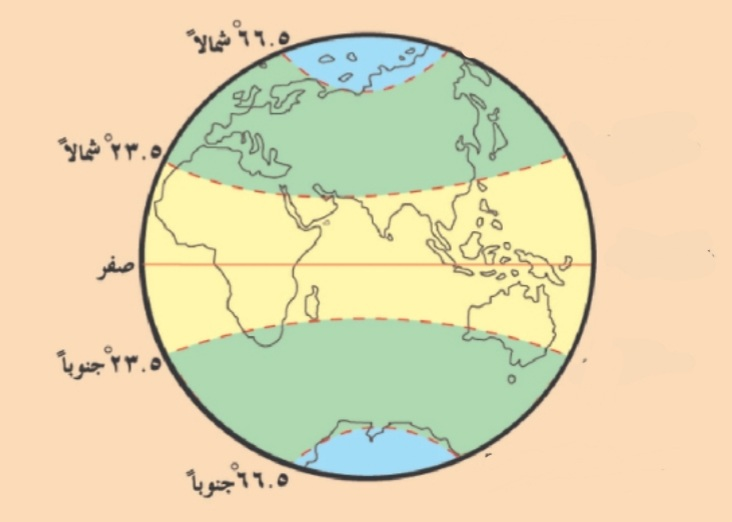 ٦٦.٥° شمالاً
٢٣.٥° شمالاً
صفر
٢٣.٥° جنوباً
٦٦.٥° جنوباً